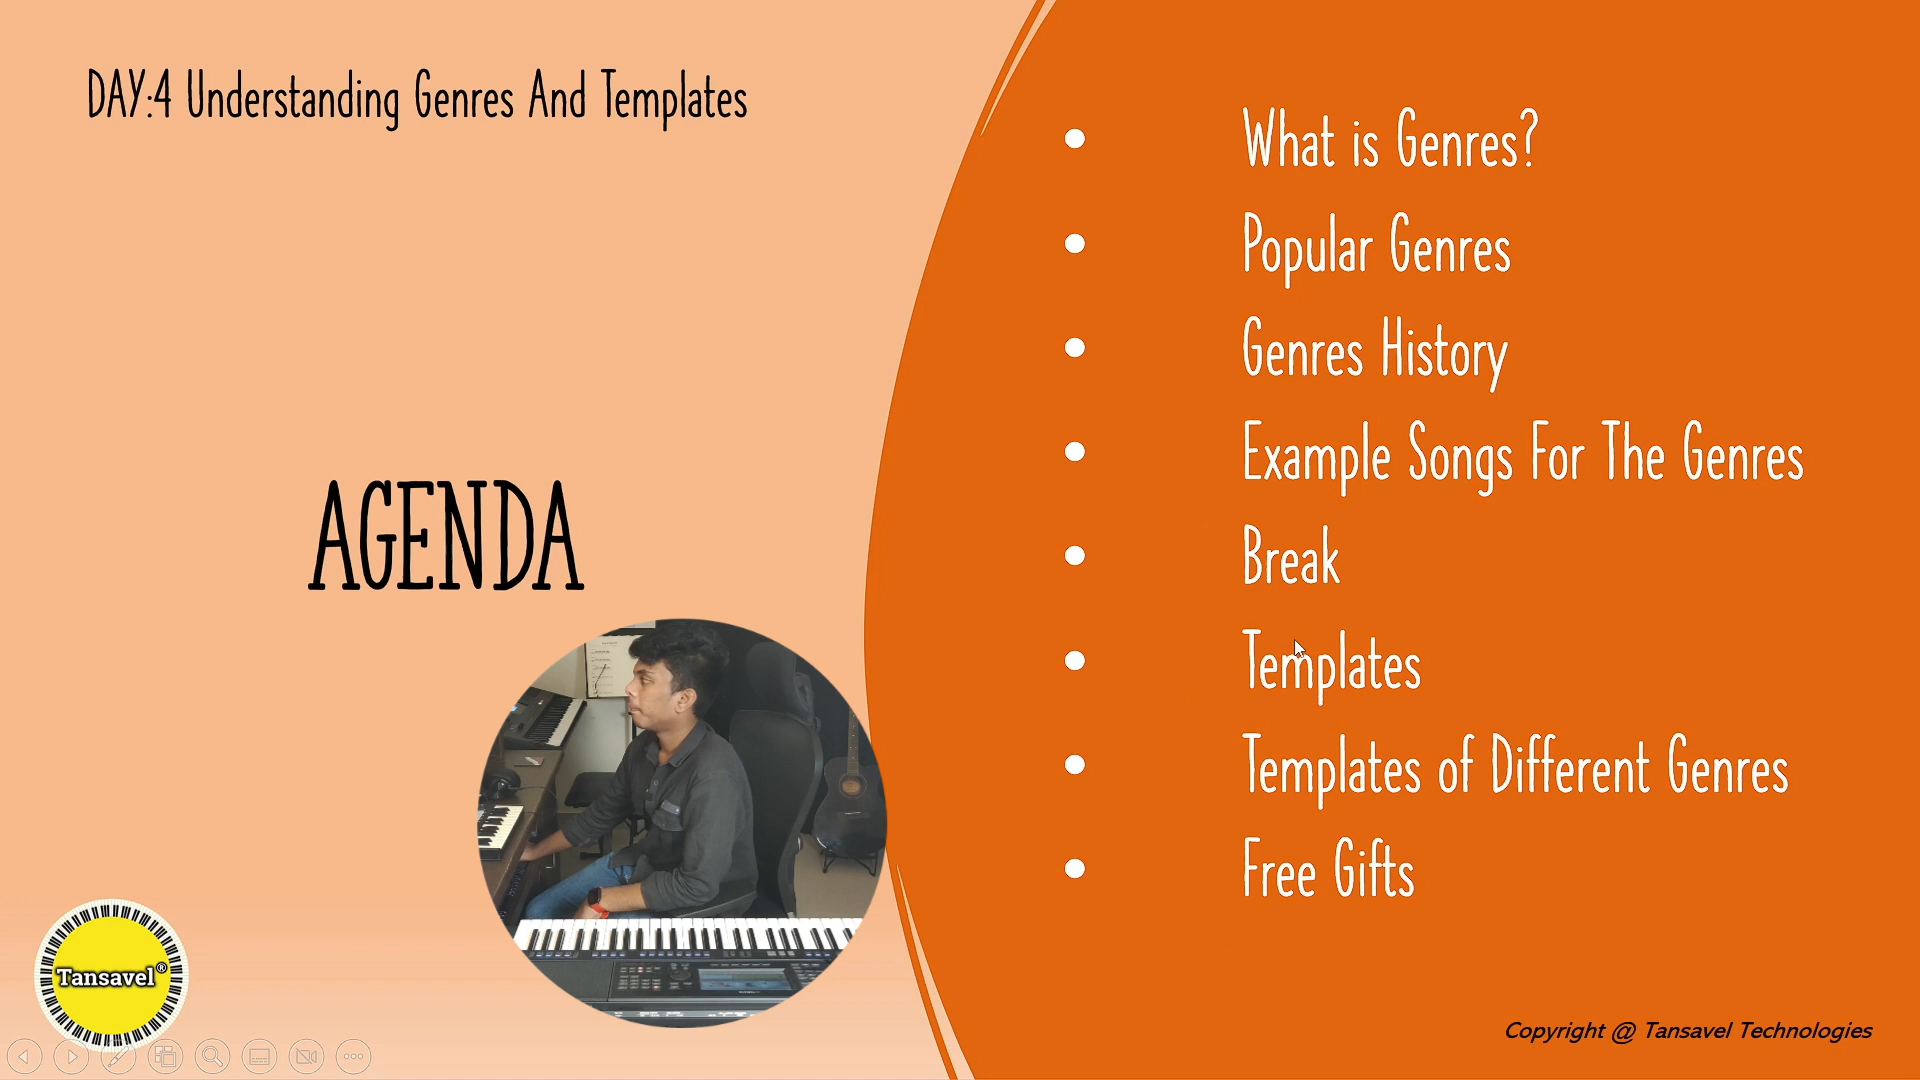 DAY:4 Understanding Genres And Templates
AGENDA
What is Genres?
Popular Genres
Genres History
Example Songs For The Genres
Break
Templates
Templates of Different Genres
Free Gifts
Tansavel®
Copyright @ Tansavel Technologies